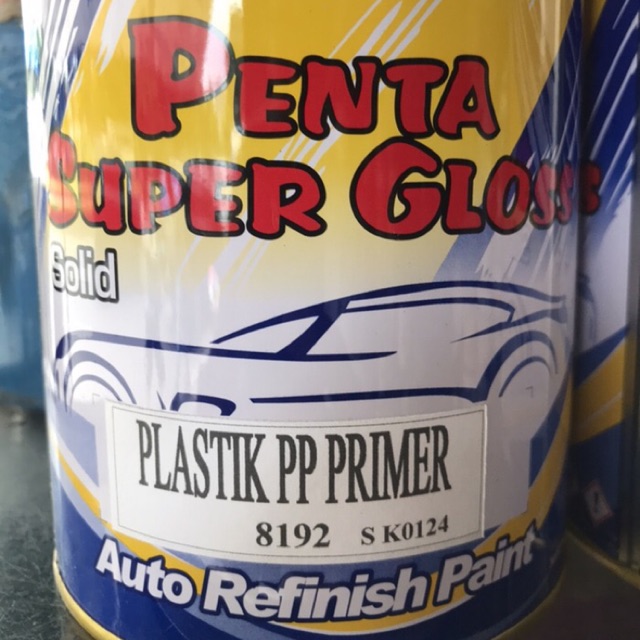 PENTA
SUPER GLOSS
Solid
PLASTIK PP PRIMER
8192 S K0124
Auto Refinish Paint